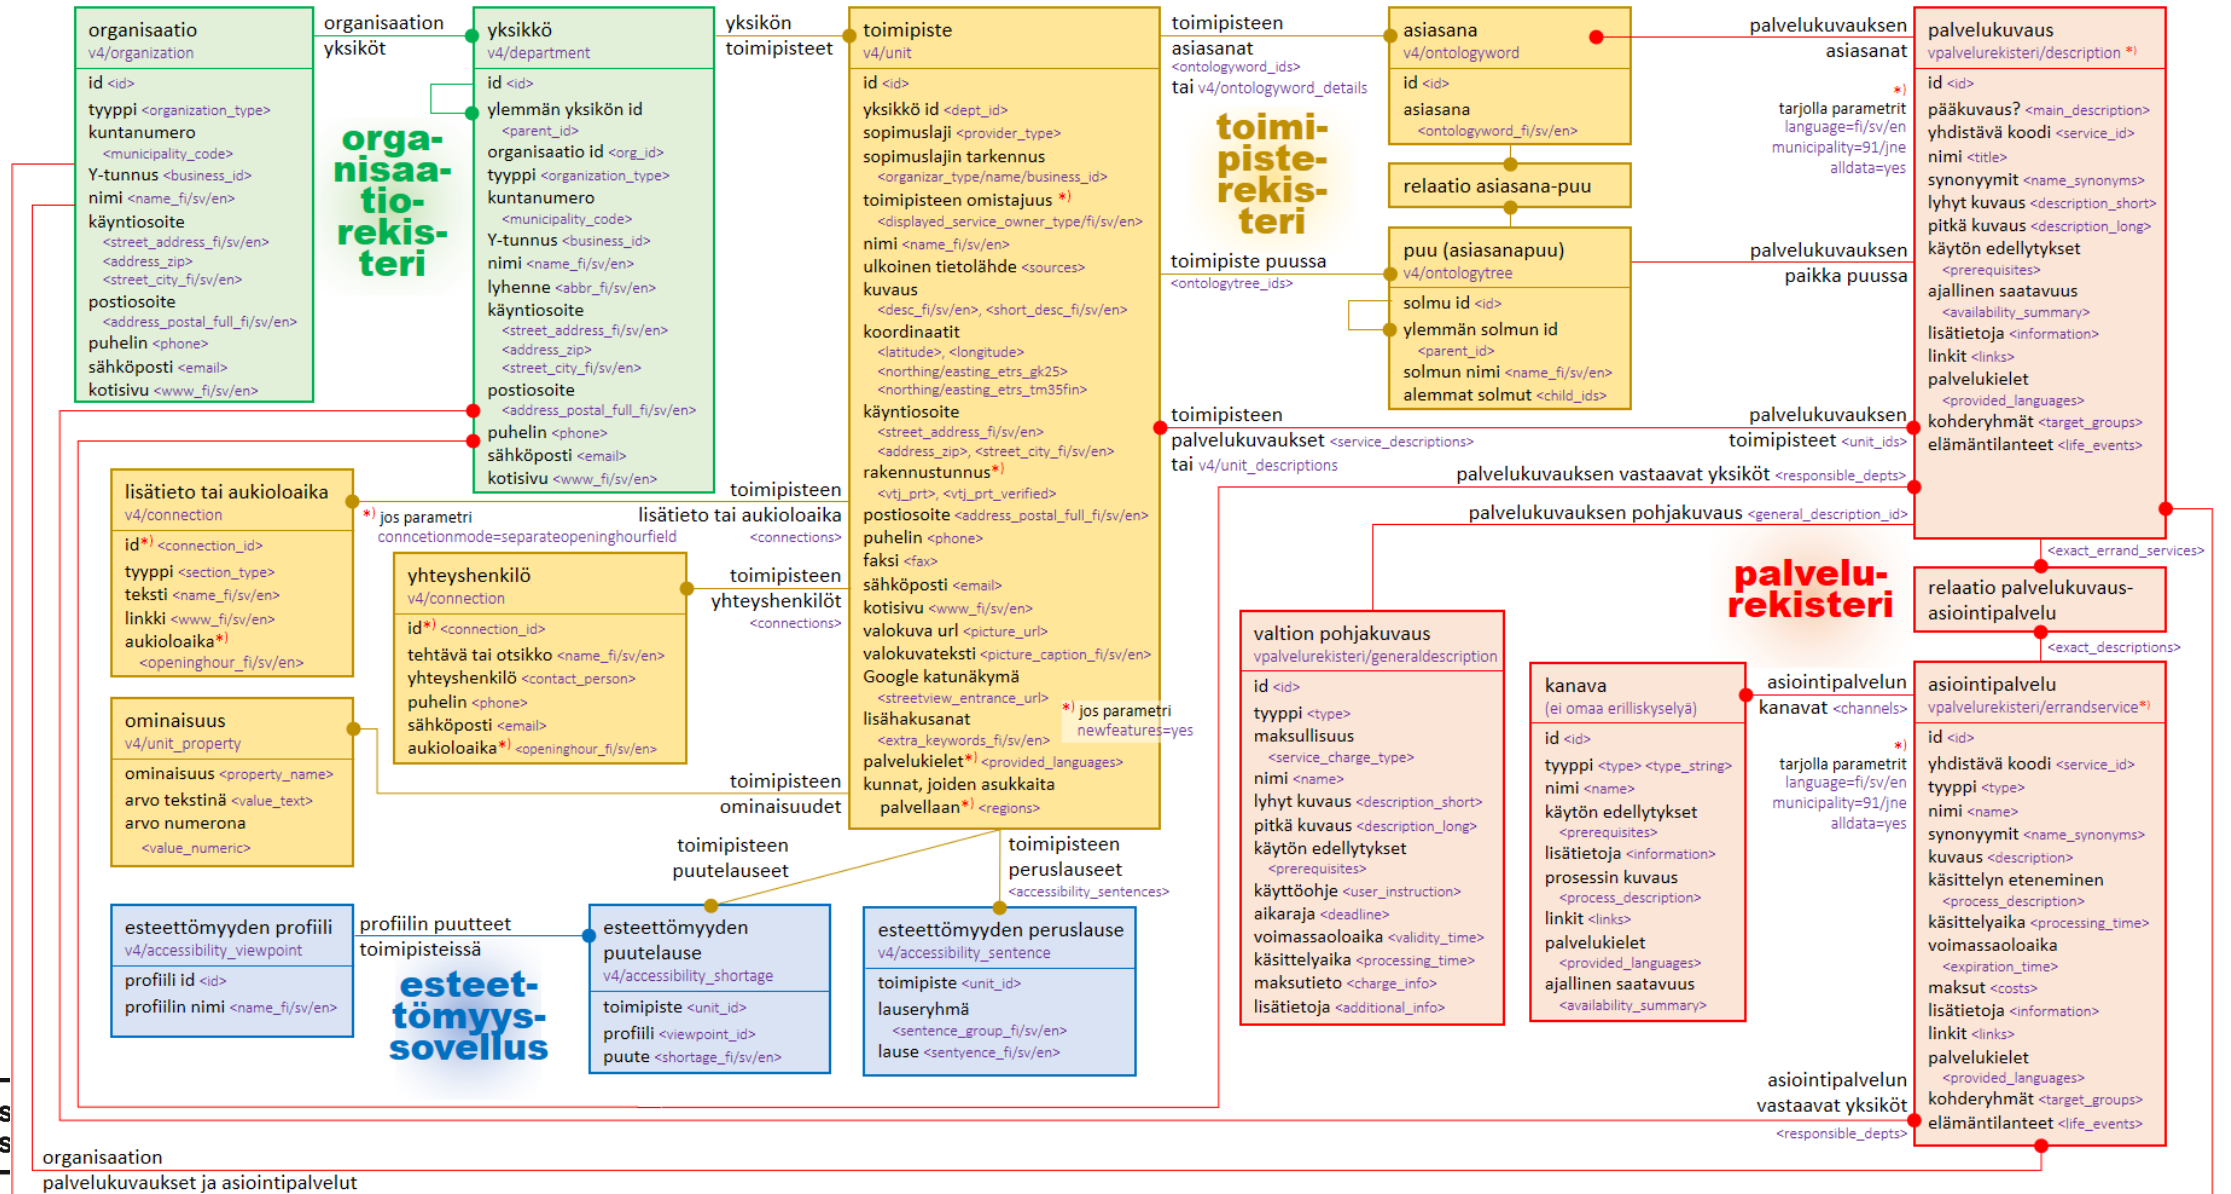 organisaatio
v4/organization
id <id>
tyyppi <organization_type>
kuntanumero
<municipality_code>
Y-tunnus <business_id>
nimi <name_fi/sv/en>
käyntiosoite
<street_address_fi/sv/en>
<address_zip>
<street_city_fi/sv/en>
postiosoite
<address_postal_full_fi/sv/en>
puhelin <phone>
sähköposti <email>
kotisivu <www_fi/sv/en>
organisaation
yksiköt
orga-
nisaa-
tio-
rekis-
teri
yksikkö
v4/department
id <id>
ylemmän yksikön id
<parent_id>
organisaatio id <org_id>
tyyppi <organization_type>
kuntanumero
<municipality_code>
Y-tunnus <business_id>
nimi <name_fi/sv/en>
lyhenne <abbr_fi/sv/en>
käyntiosoite
<street_address_fi/sv/en>
<address_zip>
<street_city_fi/sv/en>
postiosoite
<address_postal_full_fi/sv/en>
puhelin <phone>
sähköposti <email>
kotisivu <www_fi/sv/en>
yksikön
toimipisteet
toimipiste
v4/unit
id <id>
yksikkö id <dept_id>
sopimuslaji <provider_type>
sopimuslajin tarkennus
<organizar_type/name/business_id>
toimipisteen omistajuus *)
<displayed_service_owner_type/fi/sv/en>
nimi <name_fi/sv/en>
ulkoinen tietolähde <sources>
kuvaus
<desc_fi/sv/en>, <short_desc_fi/sv/en>
koordinaatit
<latitude>, <longitude>
<northing/easting_etrs_gk25>
<northing/easting_etrs_tm35fin>
käyntiosoite
<street_address_fi/sv/en>
<address_zip>, <street_city_fi/sv/en>
rakennustunnus*)
<vtj_prt>, <vtj_prt_verified>
postiosoite <address_postal_full_fi/sv/en>
puhelin <phone>
faksi <fax>
sähköposti <email>
kotisivu <www_fi/sv/en>
valokuva url <picture_url>
valokuvateksti <picture_caption_fi/sv/en>
Google katunäkymä
<streetview_entrance_url>
lisähakusanat
<extra_keywords_fi/sv/en>
palvelukielet*) <provided_languages>
kunnat, joiden asukkaita
palvellaan*) <regions>
*) jos parametri
newfeatures=yes
toimipisteen
asiasanat
<ontologyword_ids>
tai v4/ontologyword_details
toimi-
piste-
rekis-
teri
toimipiste puussa
<ontologytree_ids>
asiasana
v4/ontologyword
id <id>
asiasana
<ontologyword_fi/sv/en>
relaatio asiasana-puu
puu (asiasanapuu)
v4/ontologytree
solmu id <id>
ylemmän solmun id
<parent_id>
solmun nimi <name_fi/sv/en>
alemmat solmut <child_ids>
palvelukuvauksen
asiasanat
*)
tarjolla parametrit
language=fi/sv/en
municipality=91/jne
alldata=yes
palvelukuvauksen
paikka puussa
toimipisteen
palvelukuvaukset <service_descriptions>
tai v4/unit_descriptions
palvelukuvauksen
toimipisteet <unit_ids>
palvelukuvauksen vastaavat yksiköt <responsible_depts>
palvelukuvauksen pohjakuvaus <general_description_id>
palvelukuvaus
vpalvelurekisteri/description *)
id <id>
pääkuvaus? <main_description>
yhdistävä koodi <service_id>
nimi <title>
synonyymit <name_synonyms>
lyhyt kuvaus <description_short>
pitkä kuvaus <description_long>
käytön edellytykset
<prerequisites>
ajallinen saatavuus
<availability_summary>
lisätietoja <information>
linkit <links>
palvelukielet
<provided_languages>
kohderyhmät <target_groups>
elämäntilanteet <life_events>
<exact_errand_services>
palvelu-
rekisteri
relaatio palvelukuvaus-
asiointipalvelu
<exact_descriptions>
lisätieto tai aukioloaika
v4/connection
id*) <connection_id>
tyyppi <section_type>
teksti <name_fi/sv/en>
linkki <www_fi/sv/en>
aukioloaika*)
<openinghour_fi/sv/en>
toimipisteen
lisätieto tai aukioloaika
<connections>
*) jos parametri
conncetionmode=separateopeninghourfield
yhteyshenkilö
v4/connection
id*) <connection_id>
tehtävä tai otsikko <name_fi/sv/en>
yhteyshenkilö <contact_person>
puhelin <phone>
sähköposti <email>
aukioloaika*) <openinghour_fi/sv/en>
toimipisteen
yhteyshenkilöt
<connections>
ominaisuus
v4/unit_property
ominaisuus <property_name>
arvo tekstinä <value_text>
arvo numerona
<value_numeric>
toimipisteen
ominaisuudet
toimipisteen
puutelauseet
toimipisteen
peruslauseet
<accessibility_sentences>
esteettömyyden profiili
v4/accessibility_viewpoint
profiili id <id>
profiilin nimi <name_fi/sv/en>
profiilin puutteet
toimipisteissä
esteet-
tömyys-
sovellus
esteettömyyden
puutelause
v4/accessibility_shortage
toimipiste <unit_id>
profiili <viewpoint_id>
puute <shortage_fi/sv/en>
esteettömyyden peruslause
v4/accessibility_sentence
toimipiste <unit_id>
lauseryhmä
<sentence_group_fi/sv/en>
lause <sentyence_fi/sv/en>
valtion pohjakuvaus
vpalvelurekisteri/generaldescription
id <id>
tyyppi <type>
maksullisuus
<service_charge_type>
nimi <name>
lyhyt kuvaus <description_short>
pitkä kuvaus <description_long>
käytön edellytykset
<prerequisites>
käyttöohje <user_instruction>
aikaraja <deadline>
voimassaoloaika <validity_time>
käsittelyaika <processing_time>
maksutieto <charge_info>
lisätietoja <additional_info>
kanava
(ei omaa erilliskyselyä)
id <id>
tyyppi <type> <type_string>
nimi <name>
käytön edellytykset
<prerequisites>
lisätietoja <information>
prosessin kuvaus
<process_description>
linkit <links>
palvelukielet
<provided_languages>
ajallinen saatavuus
<availability_summary>
asiointipalvelun
kanavat <channels>
*)
tarjolla parametrit
language=fi/sv/en
municipality=91/jne
alldata=yes
asiointipalvelu
vpalvelurekisteri/errandservice*)
id <id>
yhdistävä koodi <service_id>
tyyppi <type>
nimi <name>
synonyymit <name_synonyms>
kuvaus <description>
käsittelyn eteneminen
<process_description>
käsittelyaika <processing_time>
voimassaoloaika
<expiration_time>
maksut <costs>
lisätietoja <information>
linkit <links>
palvelukielet
<provided_languages>
kohderyhmät <target_groups>
elämäntilanteet <life_events>
asiointipalvelun
vastaavat yksiköt
<responsible_depts>
s
s
organisaation
palvelukuvaukset ja asiointipalvelut